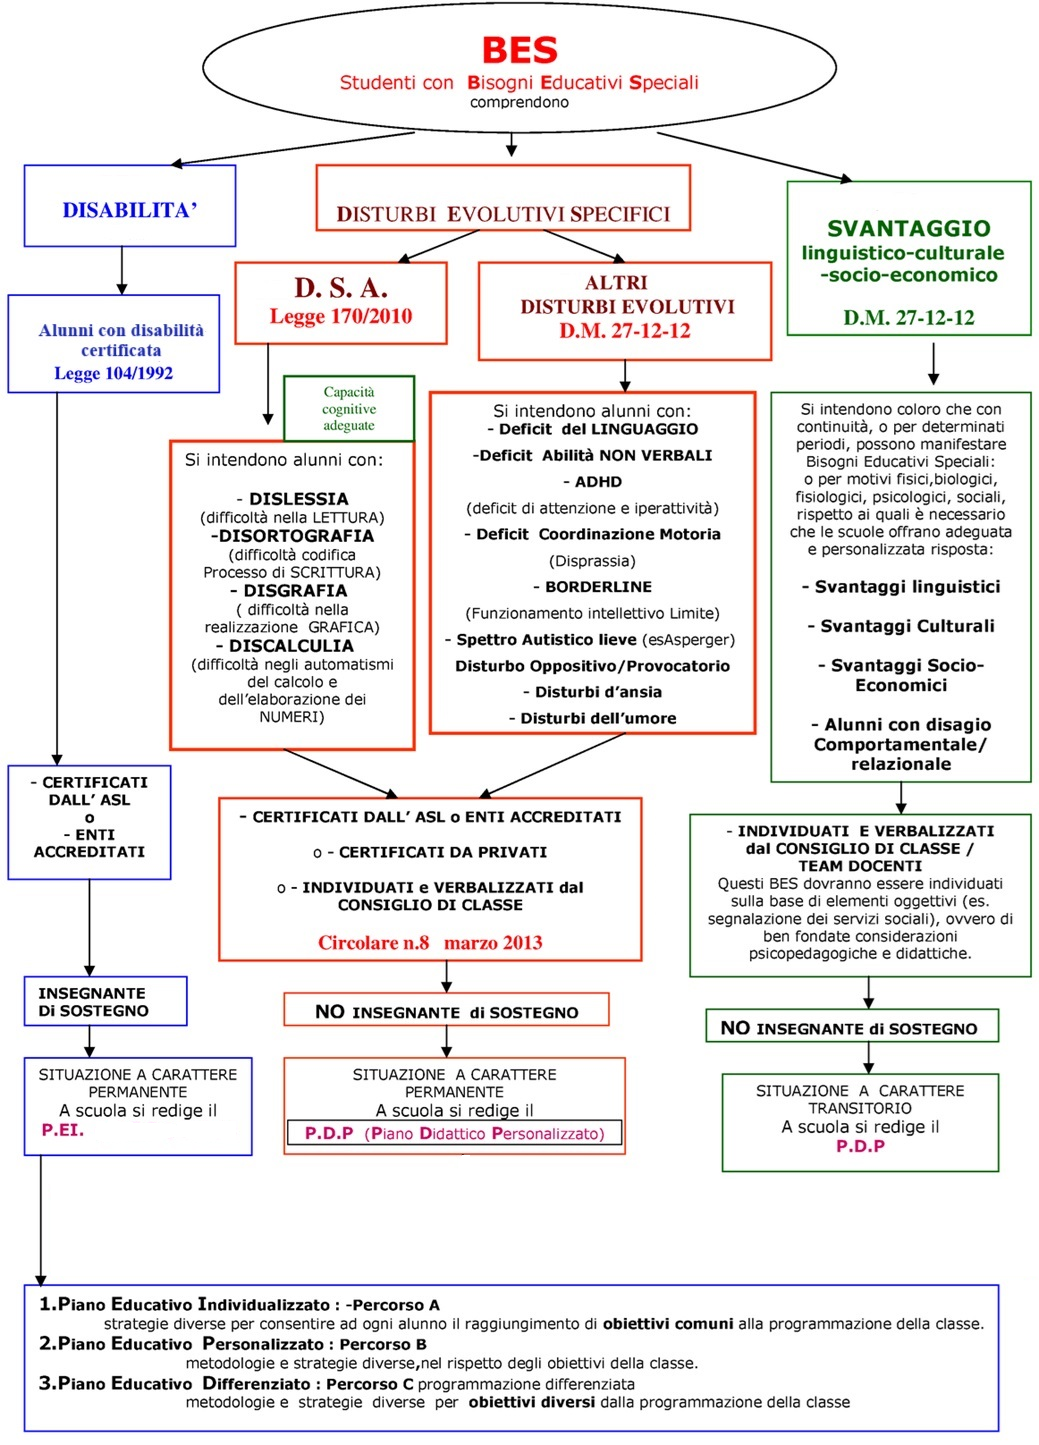 BES
Studenti con Bisogni Educativi Speciali
comprendono
DISABILITA'
Alunni con disabilità
certificata
Legge 104/1992
- CERTIFICATI
DALL' ASL
o
- ENTI
ACCREDITATI
INSEGNANTE
Di SOSTEGNO
SITUAZIONE A CARATTERE
PERMANENTE
A scuola si redige il
P.EI.
DISTURBI EVOLUTIVI SPECIFICI
D. S. A.
Legge 170/2010
Capacità
cognitive
adeguate
Si intendono alunni con:
- DISLESSIA
(difficoltà nella LETTURA)
-DISORTOGRAFIA
(difficoltà codifica
Processo di SCRITTURA)
- DISGRAFIA
( difficoltà nella
realizzazione GRAFICA)
- DISCALCULIA
(difficoltà negli automatismi
del calcolo e
dell'elaborazione dei
NUMERI)
ALTRI
DISTURBI EVOLUTIVI
D.M. 27-12-12
Si intendono alunni con:
- Deficit del LINGUAGGIO
-Deficit Abilità NON VERBALI
- ADHD
(deficit di attenzione e iperattività)
- Deficit Coordinazione Motoria
(Disprassia)
- BORDERLINE
(Funzionamento intellettivo Limite)
- Spettro Autistico lieve (esAsperger)
Disturbo Oppositivo/Provocatorio
- Disturbi d'ansia
- Disturbi dell'umore
- CERTIFICATI DALL' ASL o ENTI ACCREDITATI
o - CERTIFICATI DA PRIVATI
o - INDIVIDUATI e VERBALIZZATI dal
CONSIGLIO DI CLASSE
Circolare n.8 marzo 2013
NO INSEGNANTE di SOSTEGNO
SITUAZIONE A CARATTERE
PERMANENTE
A scuola si redige il
P.D.P (Piano Didattico Personalizzato)
SVANTAGGIO
linguistico-culturale
-socio-economico
D.M. 27-12-12
Si intendono coloro che con
continuità, o per determinati
periodi, possono manifestare
Bisogni Educativi Speciali:
o per motivi fisici,biologici,
fisiologici, psicologici, sociali,
rispetto ai quali è necessario
che le scuole offrano adeguata
e personalizzata risposta:
- Svantaggi linguistici
- Svantaggi Culturali
- Svantaggi Socio-
Economici
- Alunni con disagio
Comportamentale/
relazionale
- INDIVIDUATI E VERBALIZZATI
dal CONSIGLIO DI CLASSE /
TEAM DOCENTI
Questi BES dovranno essere individuati
sulla base di elementi oggettivi (es.
segnalazione dei servizi sociali), ovvero di
ben fondate considerazioni
psicopedagogiche e didattiche.
NO INSEGNANTE di SOSTEGNO
SITUAZIONE A CARATTERE
TRANSITORIO
A scuola si redige il
P.D.P
1.Piano Educativo Individualizzato : -Percorso A
strategie diverse per consentire ad ogni alunno il raggiungimento di obiettivi comuni alla programmazione della classe.
2.Piano Educativo Personalizzato : Percorso B
metodologie e strategie diverse,nel rispetto degli obiettivi della classe.
3.Piano Educativo Differenziato : Percorso C programmazione differenziata
metodologie e strategie diverse per obiettivi diversi dalla programmazione della classe